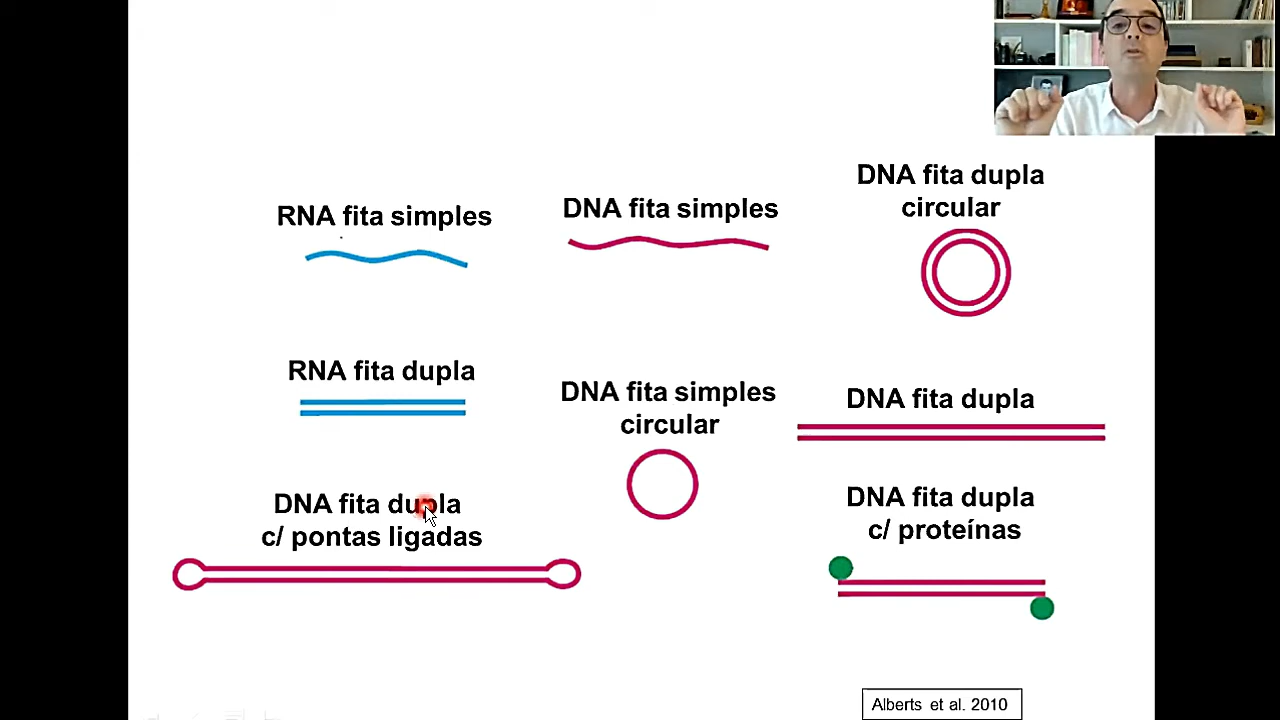 RNA fita simples
DNA fita simples
DNA fita dupla
circular
RNA fita dupla
DNA fita simples
circular
DNA fita dupla
DNA fita dupla
c/ pontas ligadas
DNA fita dupla
c/ proteínas
Alberts et al. 2010